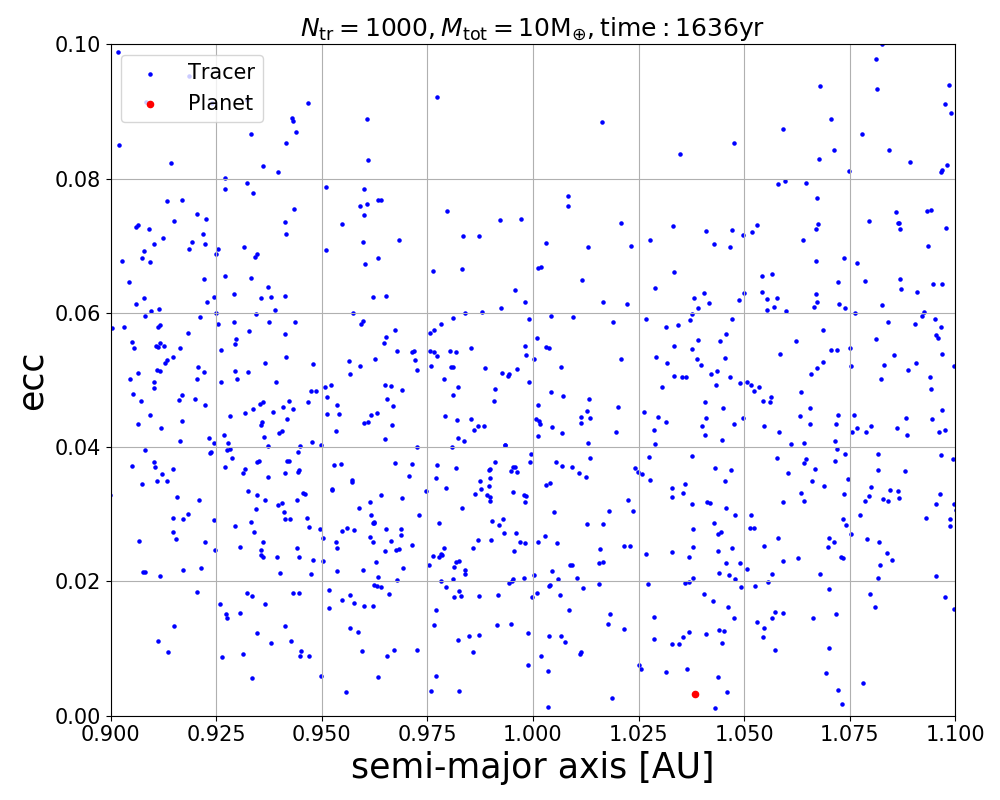 N_tr = 1000, M_tot = 10M_⊕, time : 1636yr
0.10
Tracer
Planet
0.08
0.06
ecc
0.04
0.02
0.00
0.900 0.925 0.950 0.975 1.000 1.025 1.050 1.075 1.100
semi-major axis [AU]